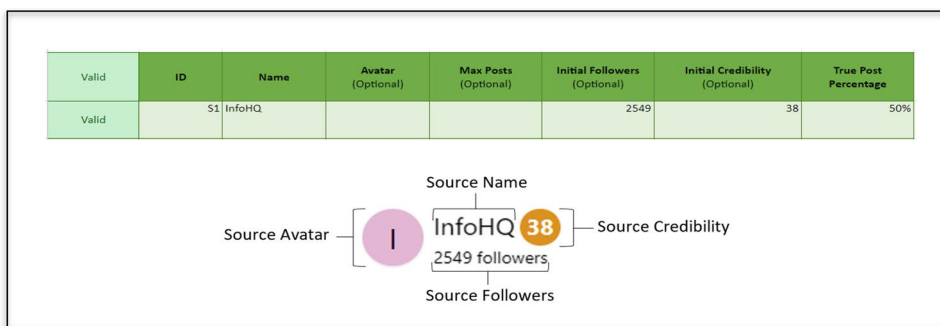 Valid ID Name Avatar (Optional) Max Posts (Optional) Initial Followers (Optional) Initial Credibility (Optional) True Post Percentage
Valid S1 InfoHQ 2549 38 50%
Source Name
Source Avatar I InfoHQ 38 Source Credibility
2549 followers
Source Followers